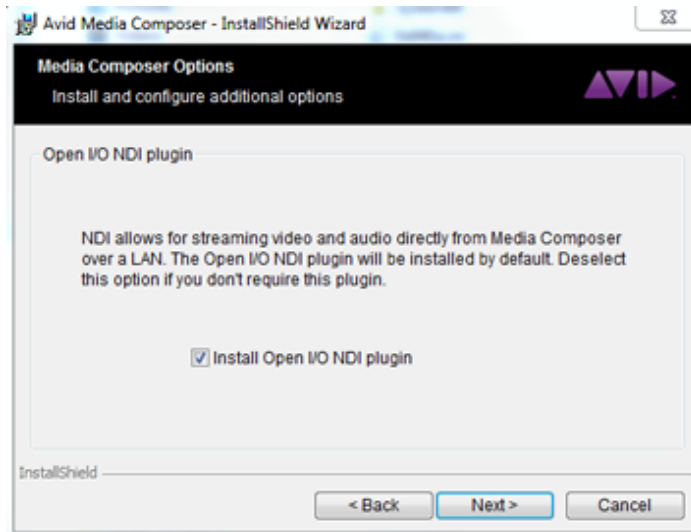 Avid Media Composer - InstallShield Wizard
Media Composer Options
Install and configure additional options
AVID
Open I/O NDI plugin
NDI allows for streaming video and audio directly from Media Composer
over a LAN. The Open I/O NDI plugin will be installed by default. Deselect
this option if you don't require this plugin.
Install Open I/O NDI plugin
InstallShield
< Back
Next >
Cancel